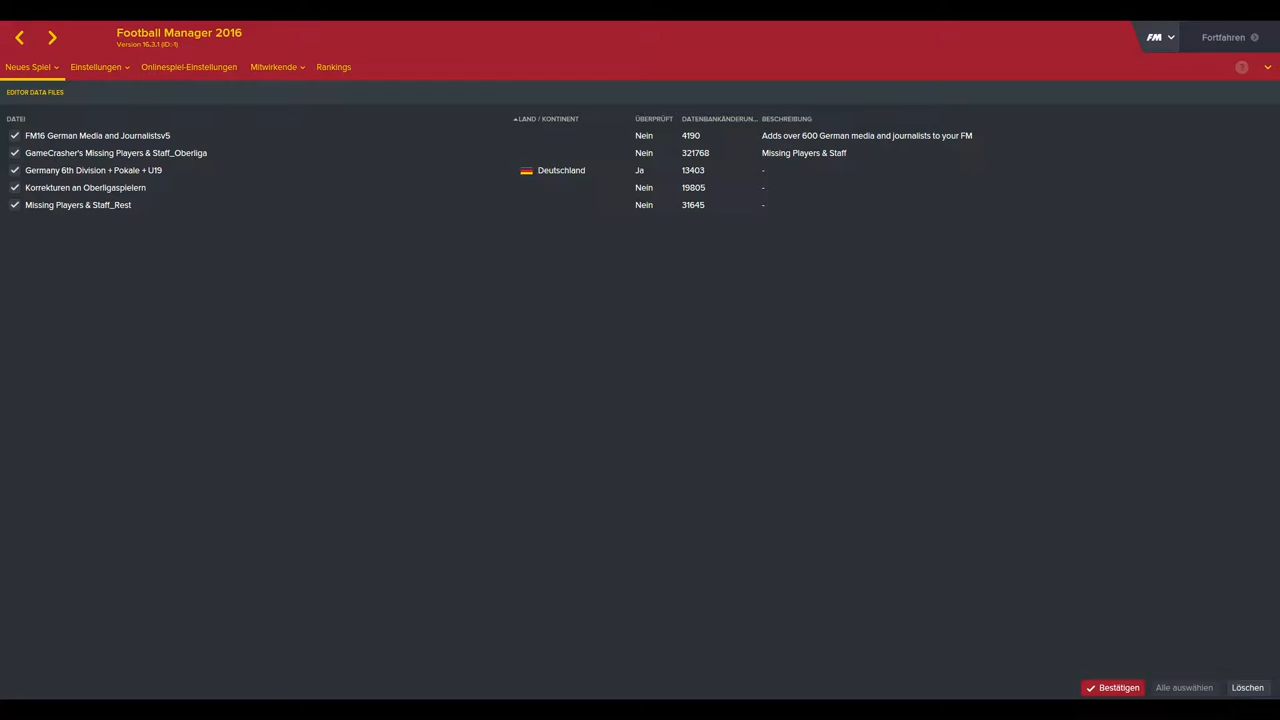 Football Manager 2016
Version 16.3.1 (ID:-1)
FM
Fortfahren
Neues Spiel Einstellungen Onlinespiel-Einstellungen Mitwirkende Rankings ?
EDITOR DATA FILES
DATEI LAND / KONTINENT ÜBERPRÜFT DATENBANKÄNDERUN... BESCHREIBUNG
FM16 German Media and Journalistsv5 Nein 4190 Adds over 600 German media and journalists to your FM
GameCrasher's Missing Players & Staff_Oberliga Nein 321768 Missing Players & Staff
Germany 6th Division + Pokale + U19 Deutschland Ja 13403 -
Korrekturen an Oberligaspielern Nein 19805 -
Missing Players & Staff_Rest Nein 31645 -
Bestätigen Alle auswählen Löschen